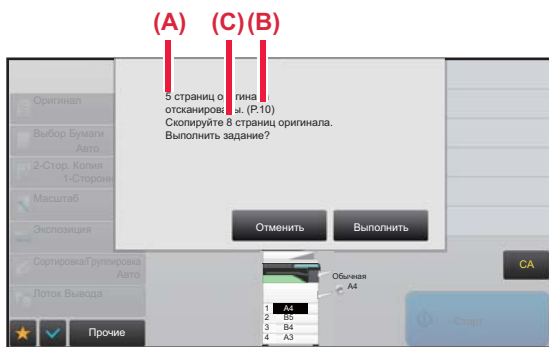 (A) (C) (B)
5 страниц оригинала
отсканированы. (P.10)
Скопируйте 8 страниц оригинала.
Выполнить задание?
Отменить
Выполнить
Оригинал
Выбор Бумаги
Авто
2-Стор. Копия
1-Сторонн
Масштаб
Экспозиция
Сортировка/Группировка
Авто
Лоток Вывода
Прочие
Обычная
A4
1 A4
2 B5
3 B4
4 A3
CA
Старт